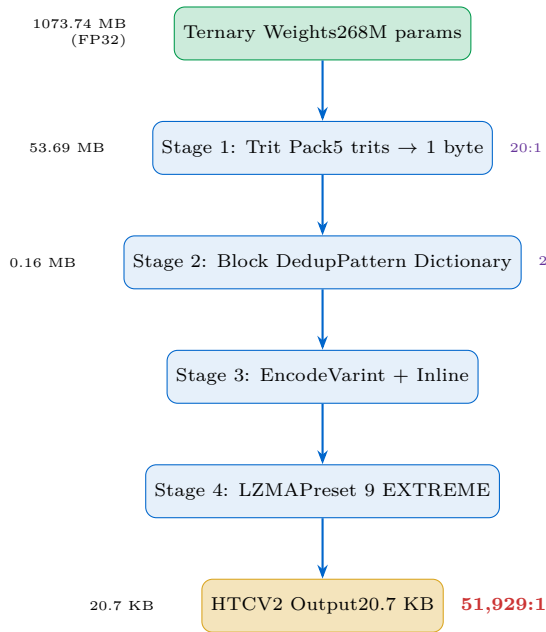 1073.74 MB
(FP32)
Ternary Weights268M params
53.69 MB
Stage 1: Trit Pack5 trits → 1 byte
20:1
0.16 MB
Stage 2: Block DedupPattern Dictionary
2
Stage 3: EncodeVarint + Inline
Stage 4: LZMAPreset 9 EXTREME
20.7 KB
HTCV2 Output20.7 KB
51,929:1